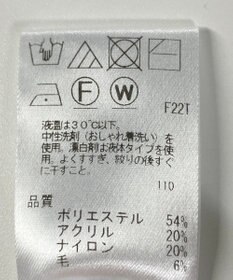 F W
F22T
液温は30℃以下、
中性洗剤(おしゃれ着洗い)を
使用。漂白剤は液体タイプを使
用。よくすすぎ、絞りの後すぐ
に干すこと。
110
品質
ポリエステル 54%
アクリル 20%
ナイロン 20%
毛 6%